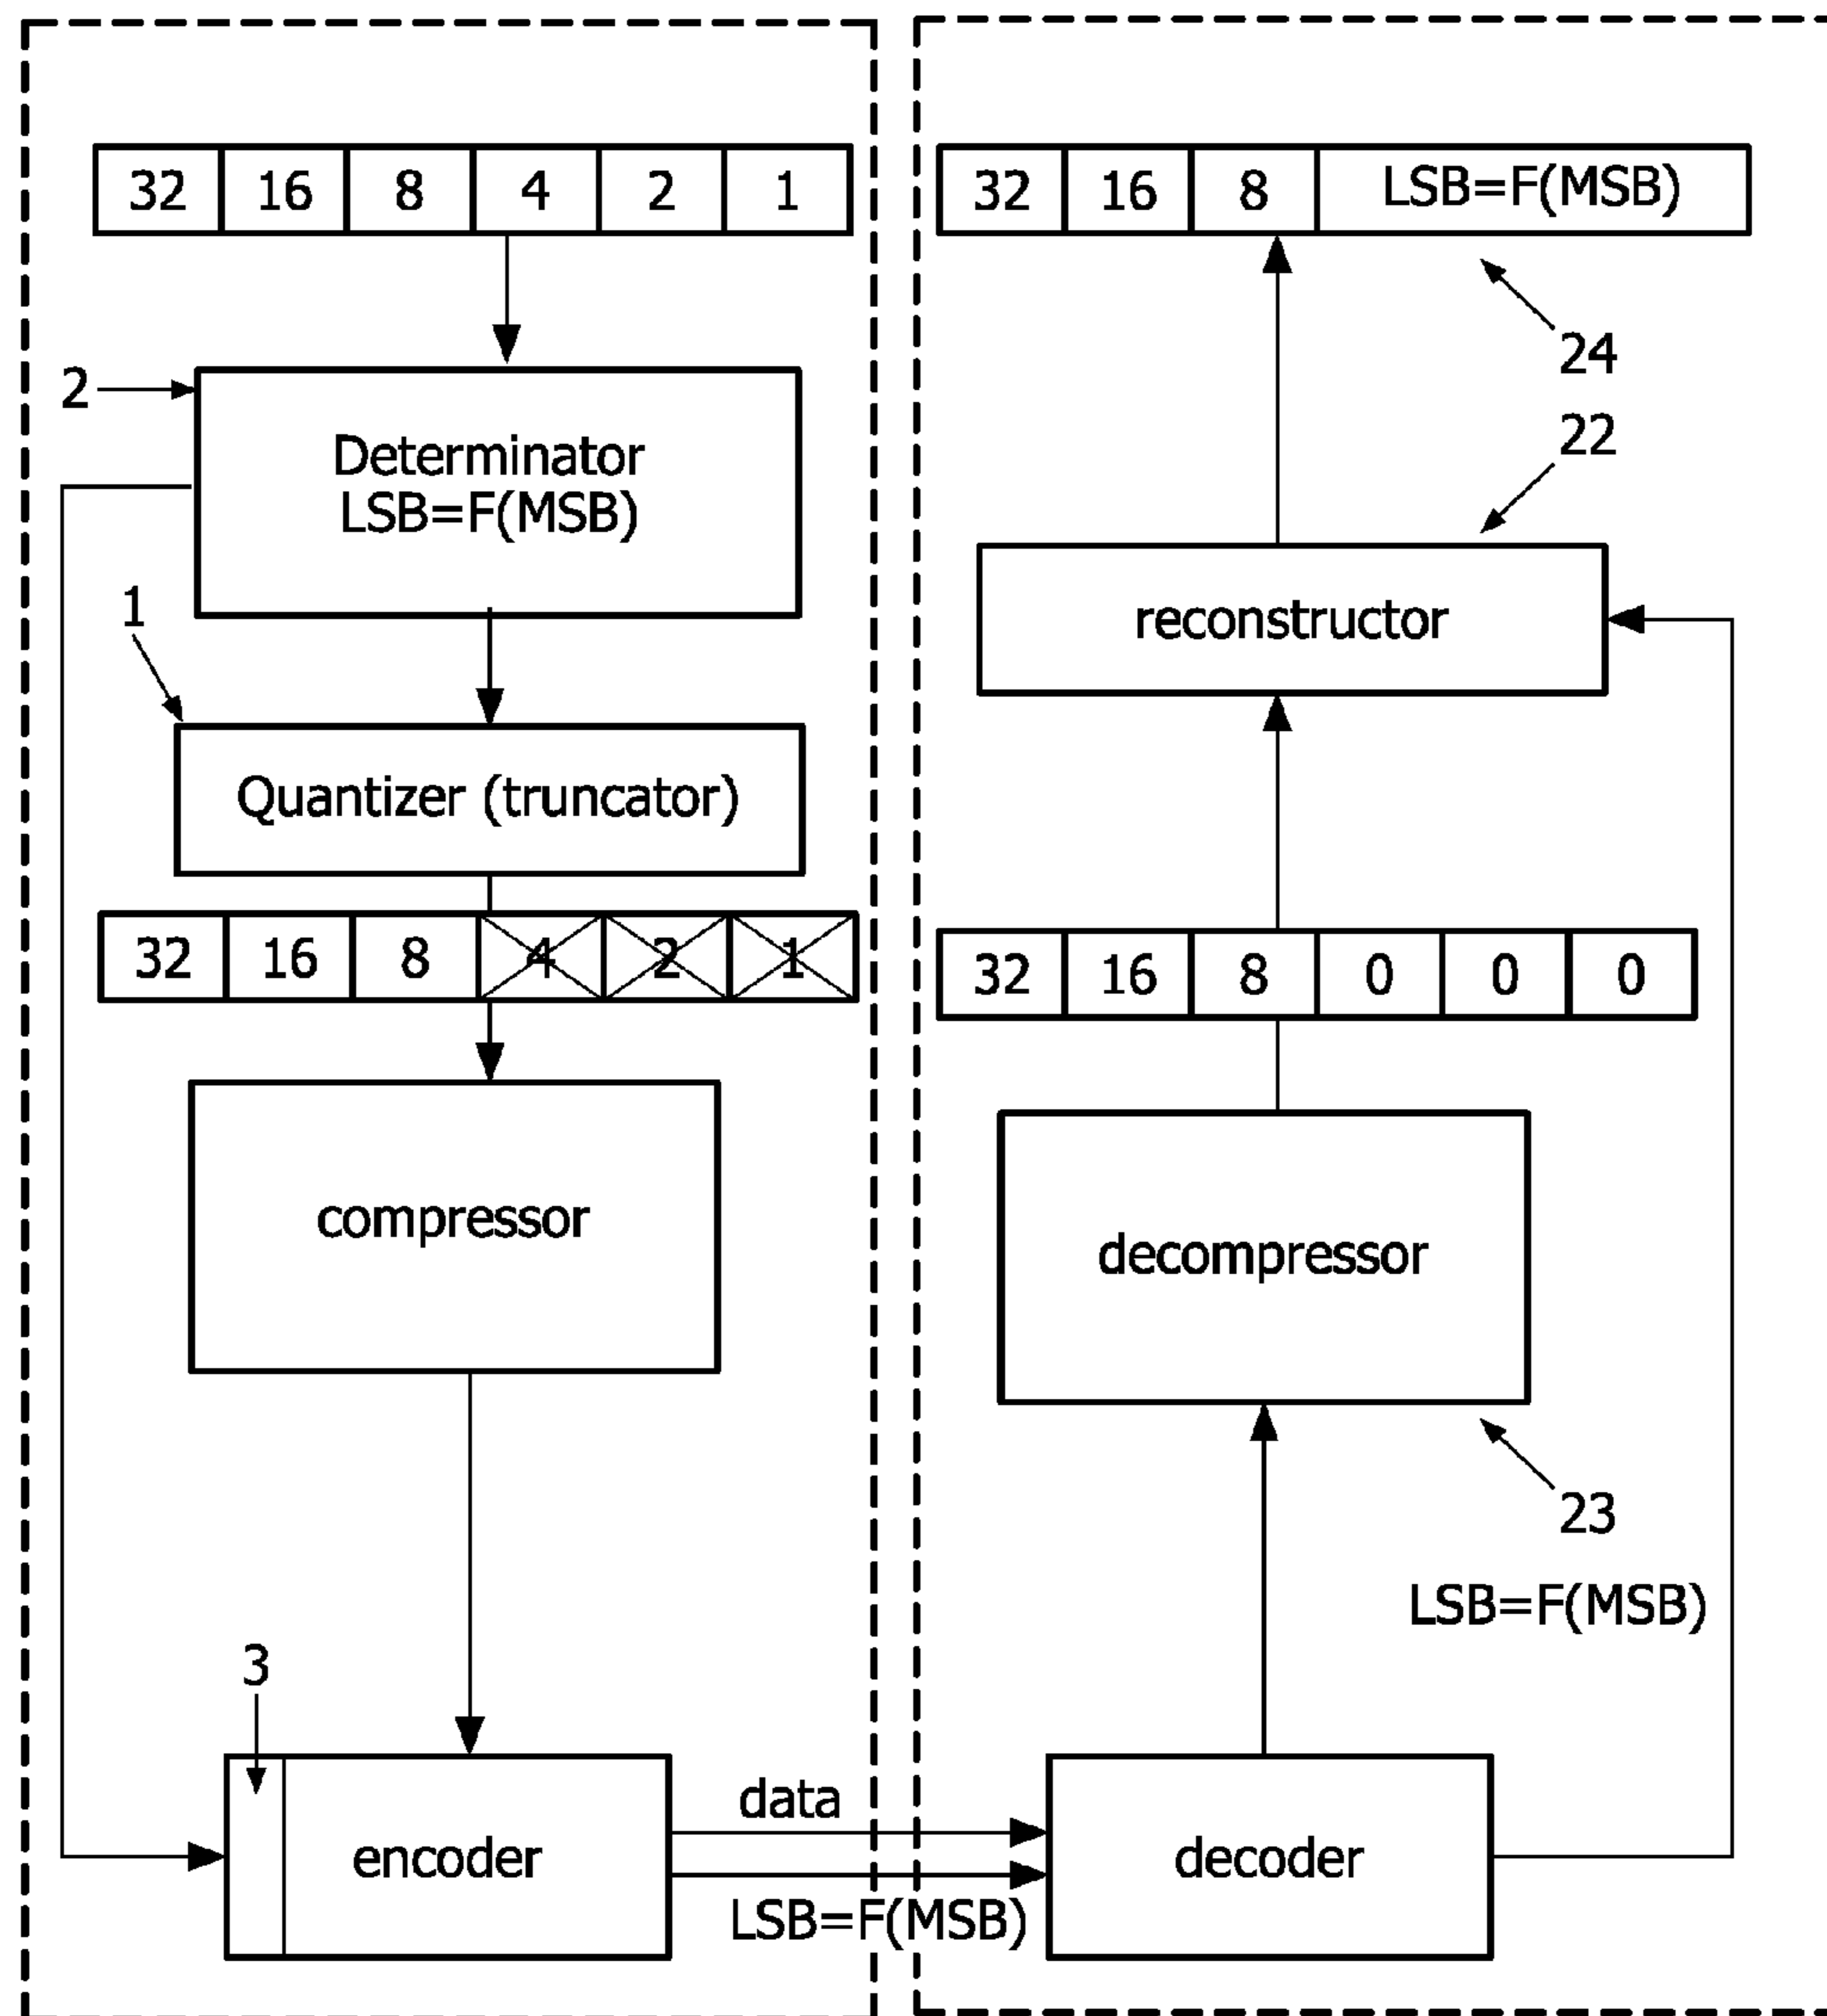 32 16 8 4 2 1
2
Determinator
LSB=F(MSB)
1
Quantizer (truncator)
32 16 8 4 2 1
compressor
3
encoder
data
LSB=F(MSB)
32 16 8 LSB=F(MSB)
24
22
reconstructor
32 16 8 0 0 0
decompressor
23
LSB=F(MSB)
decoder